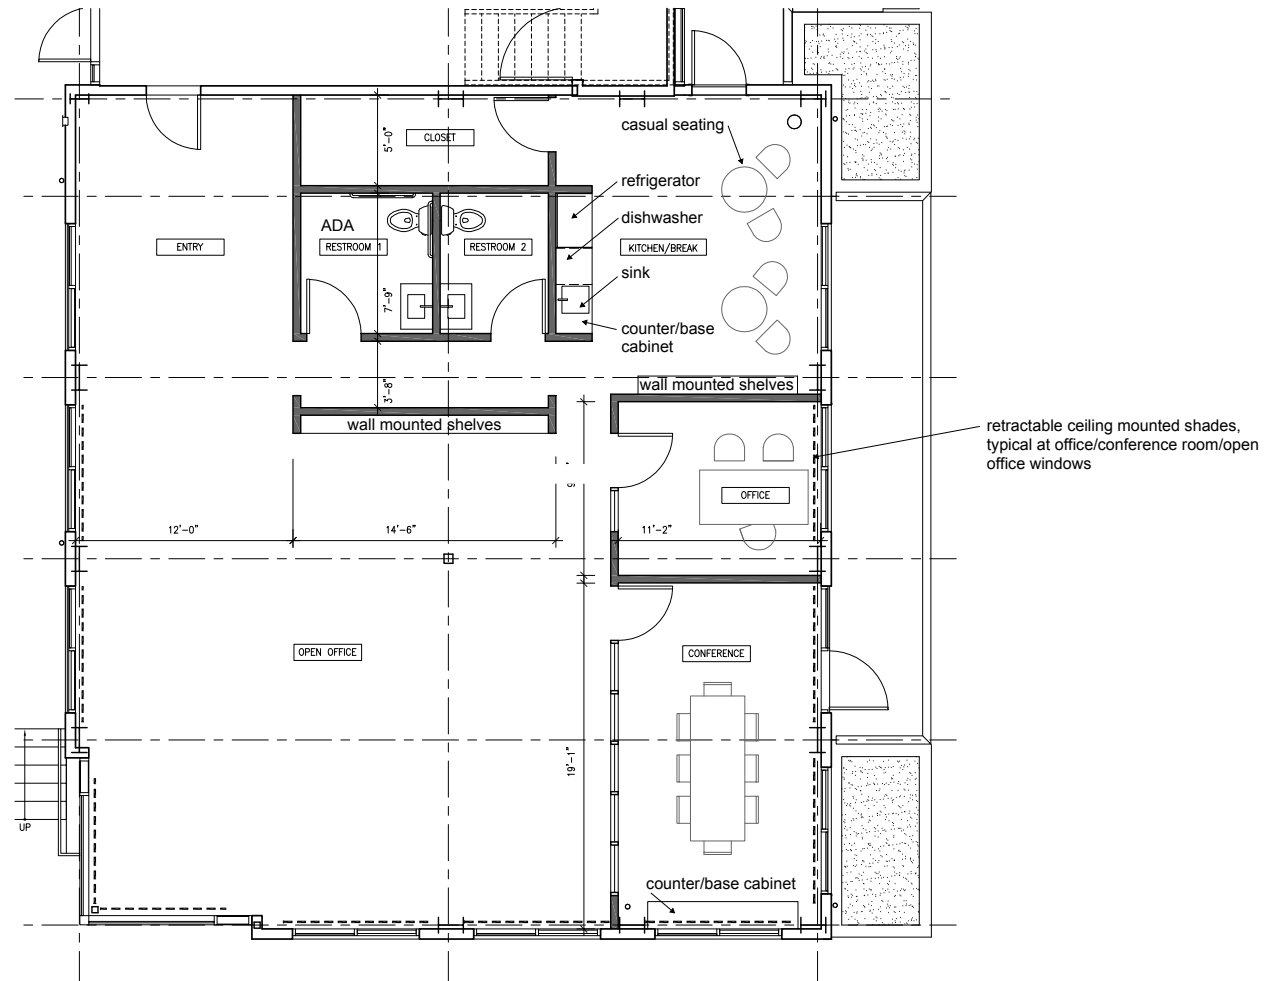 casual seating
CLOSET
5'-0"
refrigerator
dishwasher
ADA
ENTRY
RESTROOM 1
RESTROOM 2
KITCHEN/BREAK
sink
7'-9"
counter/base
cabinet
3'-8"
wall mounted shelves
wall mounted shelves
retractable ceiling mounted shades,
typical at office/conference room/open
office windows
OFFICE
12'-0"
14'-6"
11'-2"
OPEN OFFICE
CONFERENCE
19'-1"
UP
counter/base cabinet